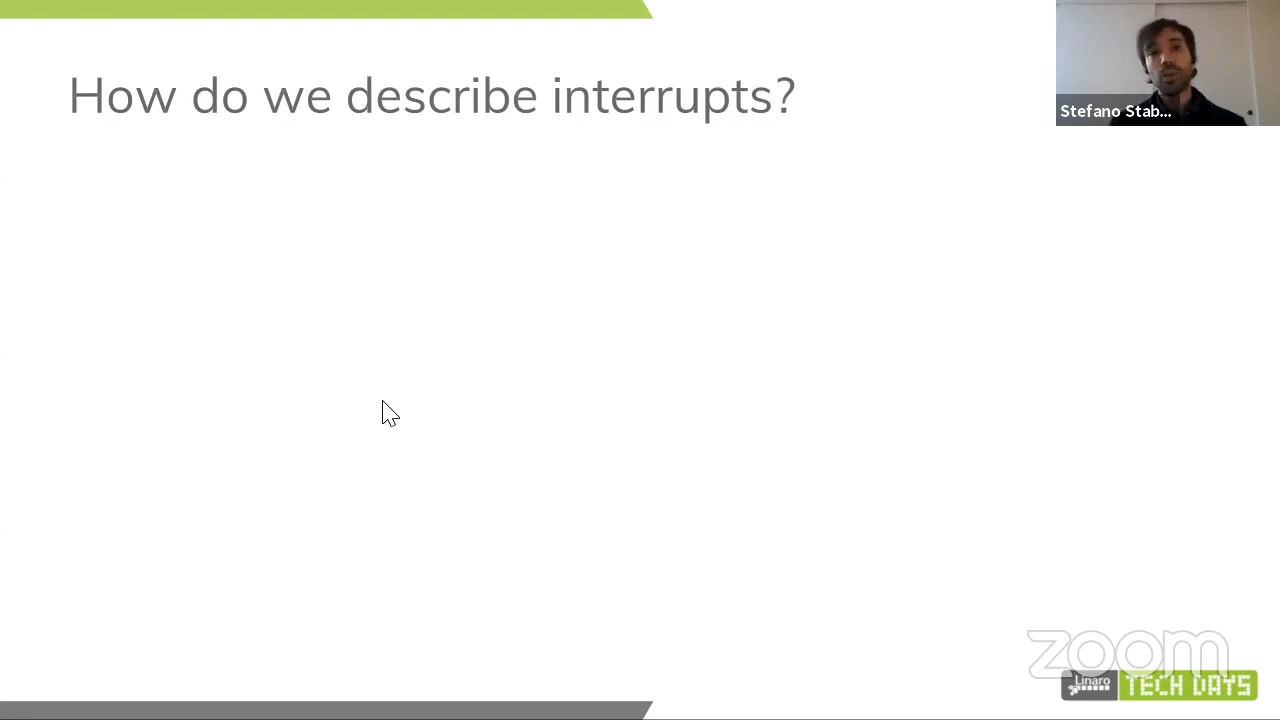 How do we describe interrupts?
Stefano Stab...
zoom
Linaro
TECH DAYS